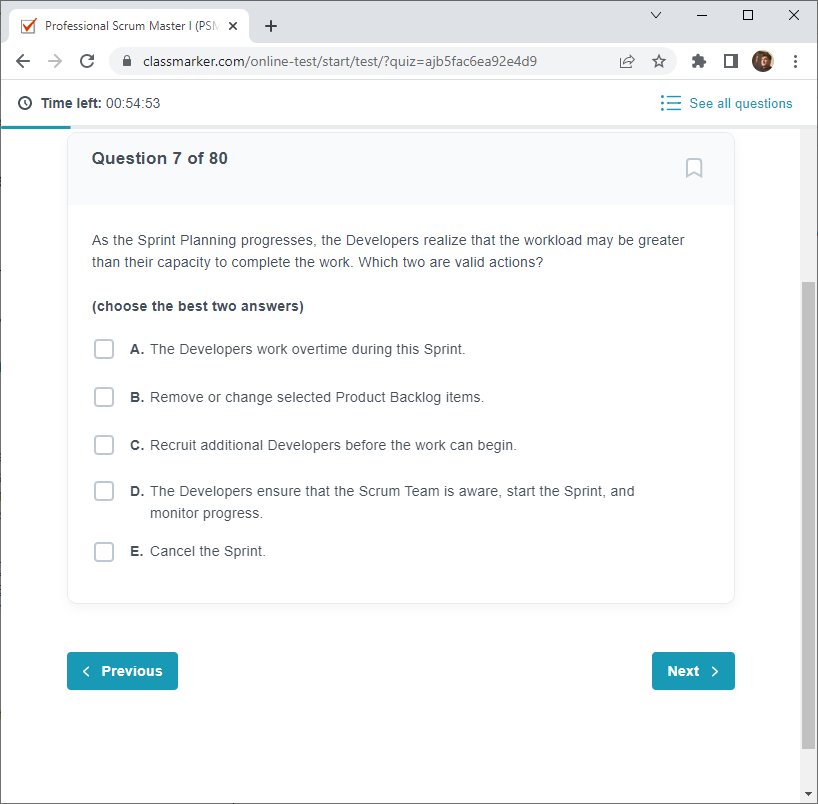 Professional Scrum Master I (PSM
classmarker.com/online-test/start/test/?quiz=ajb5fac6ea92e4d9
Time left: 00:54:53
See all questions
Question 7 of 80
As the Sprint Planning progresses, the Developers realize that the workload may be greater
than their capacity to complete the work. Which two are valid actions?
(choose the best two answers)
A. The Developers work overtime during this Sprint.
B. Remove or change selected Product Backlog items.
C. Recruit additional Developers before the work can begin.
D. The Developers ensure that the Scrum Team is aware, start the Sprint, and
monitor progress.
E. Cancel the Sprint.
Previous
Next